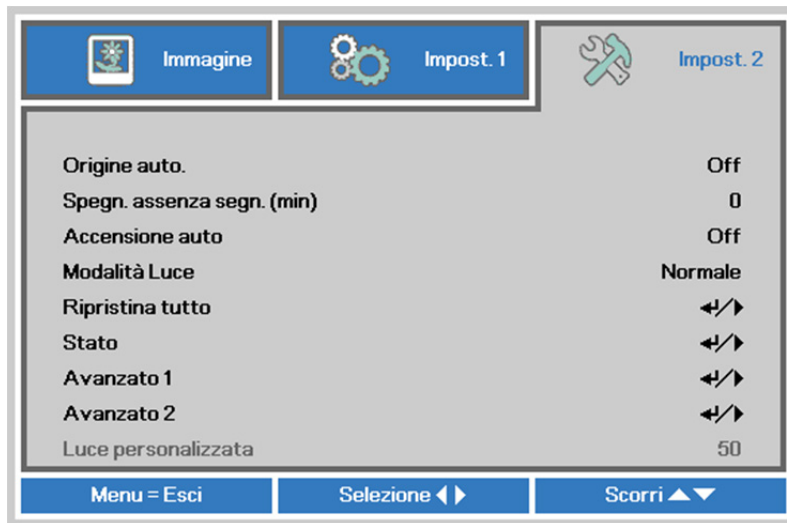 Immagine
Impost. 1
Impost. 2
Origine auto. Off
Spegn. assenza segn. (min) 0
Accensione auto Off
Modalità Luce Normale
Ripristina tutto ↵/▶
Stato ↵/▶
Avanzato 1 ↵/▶
Avanzato 2 ↵/▶
Luce personalizzata 50
Menu = Esci
Selezione ◀▶
Scorri ▲▼